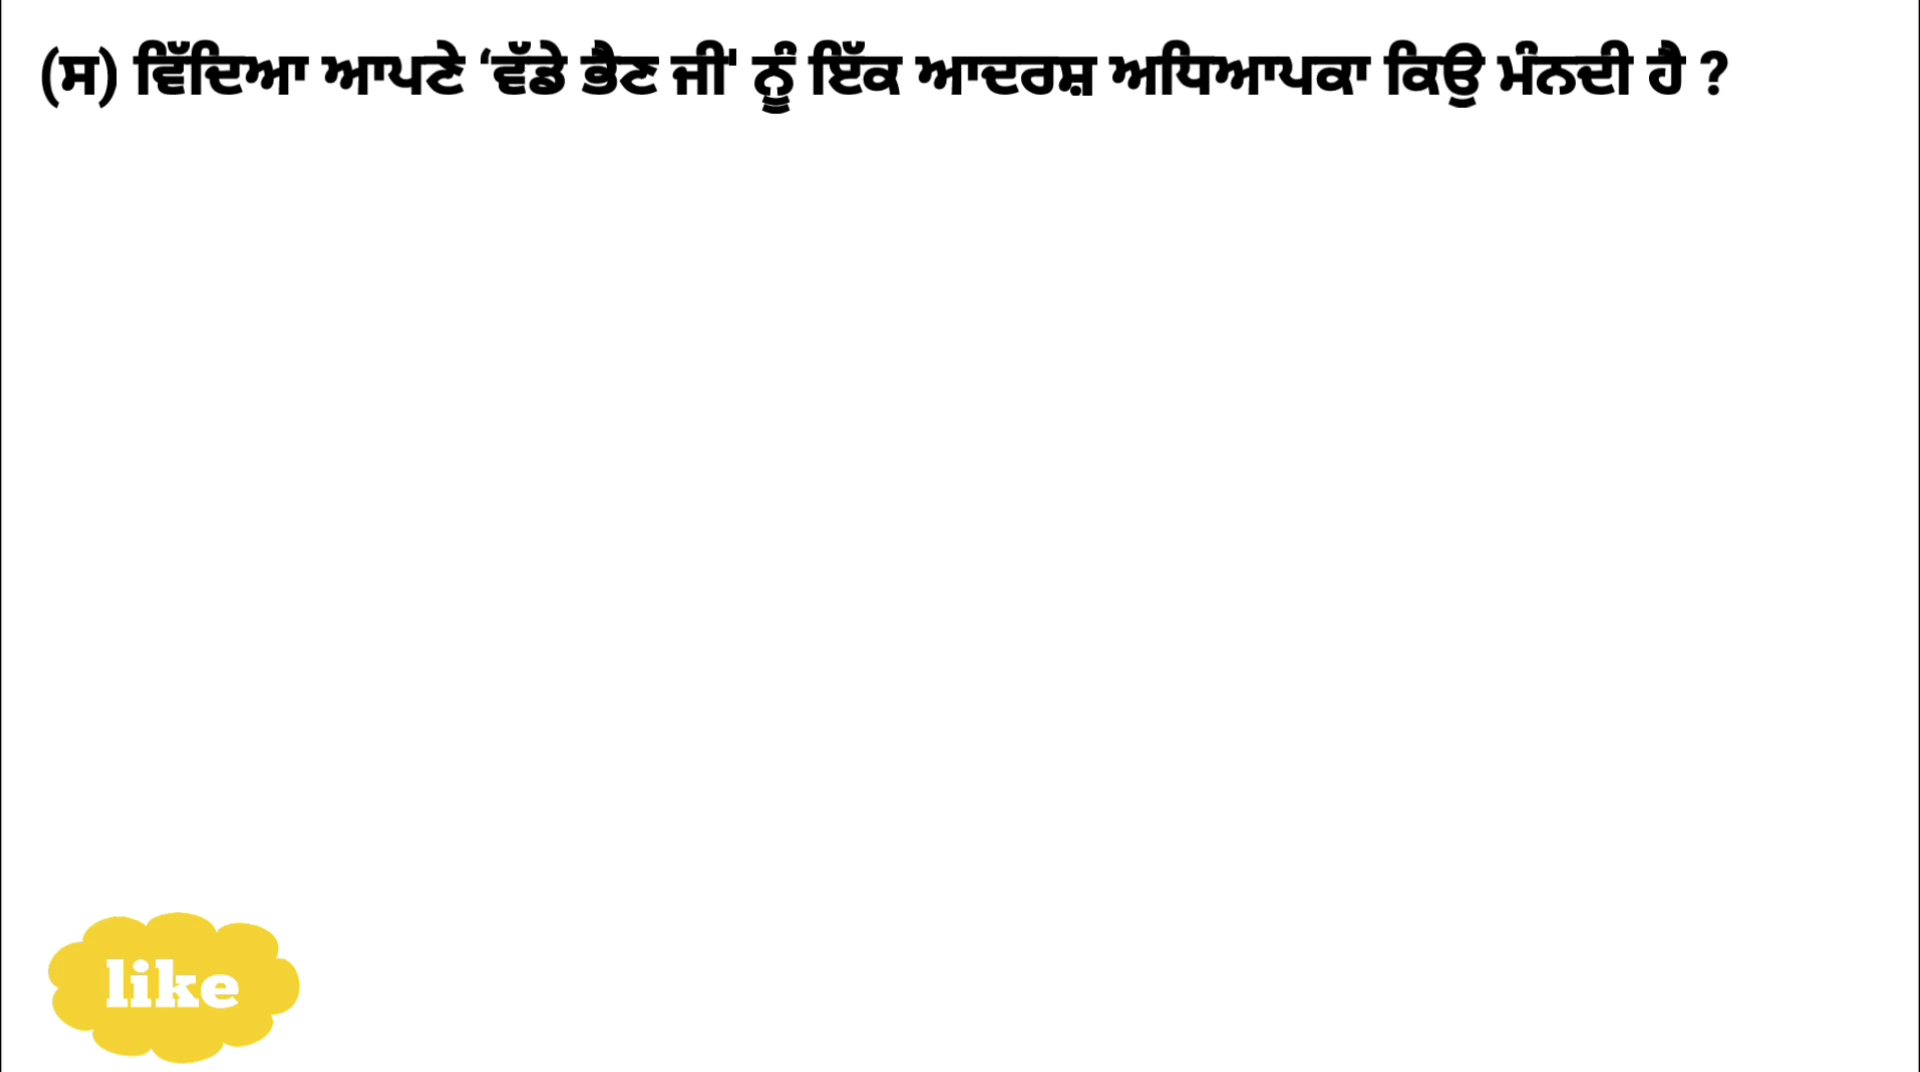 (ਸ) ਵਿੱਦਿਆ ਆਪਣੇ ‘ਵੱਡੇ ਭੈਣ ਜੀ' ਨੂੰ ਇੱਕ ਆਦਰਸ਼ ਅਧਿਆਪਕਾ ਕਿਉ ਮੰਨਦੀ ਹੈ ?
like